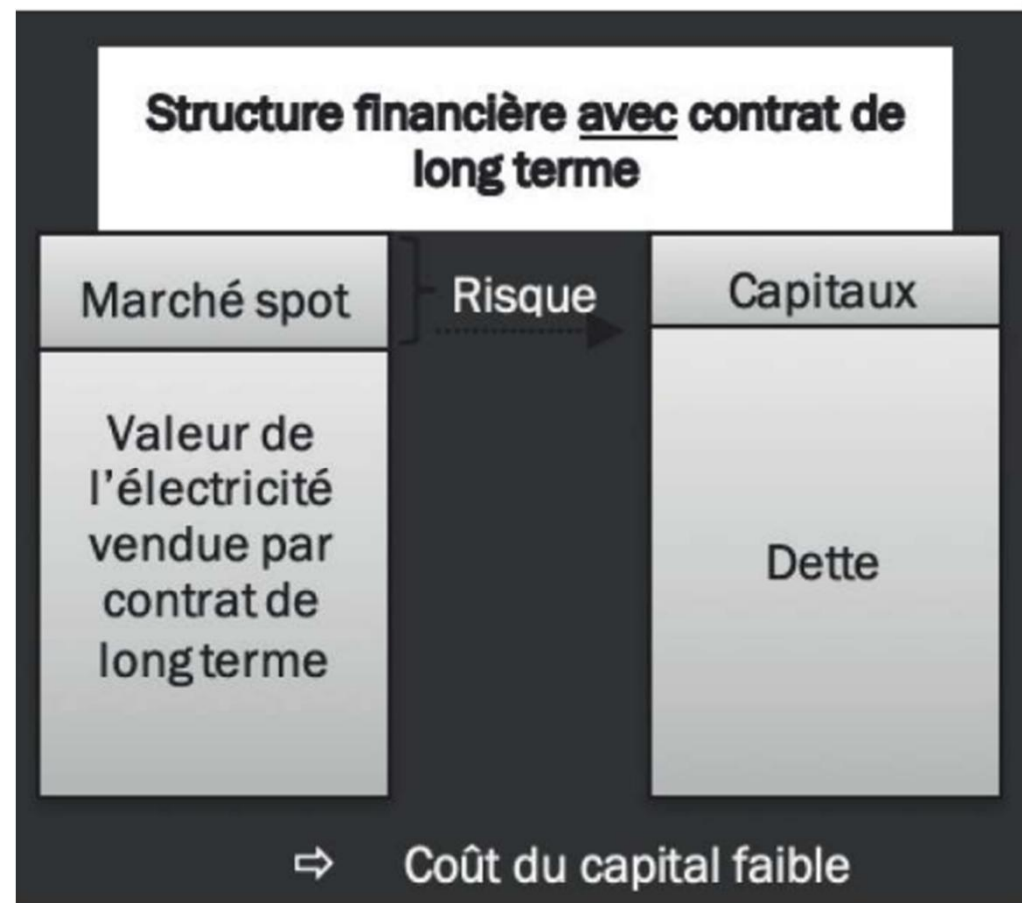 Structure financière avec contrat de
long terme
Marché spot
Risque
Capitaux
Valeur de
l'électricité
vendue par
contrat de
long terme
Dette
⇨ Coût du capital faible